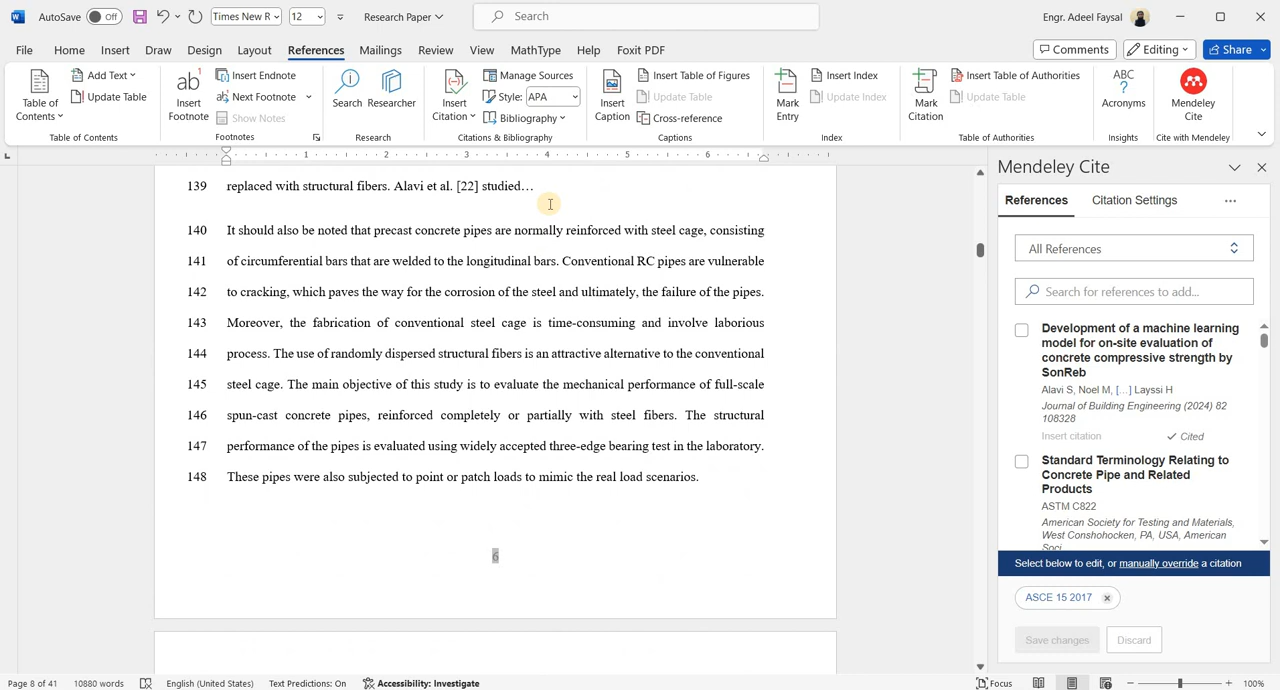 AutoSave Off Times New R 12 Research Paper Search Engr. Adeel Faysal
File Home Insert Draw Design Layout References Mailings Review View MathType Help Foxit PDF Comments Editing Share
Table of Contents
Add Text
Update Table
Table of Contents
ab Insert Footnote
Insert Endnote
Next Footnote
Show Notes
Footnotes
Search Researcher
Research
Insert Citation
Manage Sources
Style: APA
Bibliography
Citations & Bibliography
Insert Caption
Insert Table of Figures
Update Table
Cross-reference
Captions
Mark Entry
Insert Index
Update Index
Index
Mark Citation
Insert Table of Authorities
Update Table
Table of Authorities
ABC ? Acronyms
Insights
Mendeley Cite
Cite with Mendeley
1 2 3 4 5 6
139 replaced with structural fibers. Alavi et al. [22] studied…
140 It should also be noted that precast concrete pipes are normally reinforced with steel cage, consisting
141 of circumferential bars that are welded to the longitudinal bars. Conventional RC pipes are vulnerable
142 to cracking, which paves the way for the corrosion of the steel and ultimately, the failure of the pipes.
143 Moreover, the fabrication of conventional steel cage is time-consuming and involve laborious
144 process. The use of randomly dispersed structural fibers is an attractive alternative to the conventional
145 steel cage. The main objective of this study is to evaluate the mechanical performance of full-scale
146 spun-cast concrete pipes, reinforced completely or partially with steel fibers. The structural
147 performance of the pipes is evaluated using widely accepted three-edge bearing test in the laboratory.
148 These pipes were also subjected to point or patch loads to mimic the real load scenarios.
6
Mendeley Cite
References Citation Settings
All References
Search for references to add...
Development of a machine learning
model for on-site evaluation of
concrete compressive strength by
SonReb
Alavi S, Noel M, [...] Layssi H
Journal of Building Engineering (2024) 82
108328
Insert citation Cited
Standard Terminology Relating to
Concrete Pipe and Related
Products
ASTM C822
American Society for Testing and Materials,
West Conshohocken, PA, USA, American
Soci
Select below to edit, or manually override a citation
ASCE 15 2017
Save changes Discard
Page 8 of 41 10880 words English (United States) Text Predictions: On Accessibility: Investigate Focus 100%